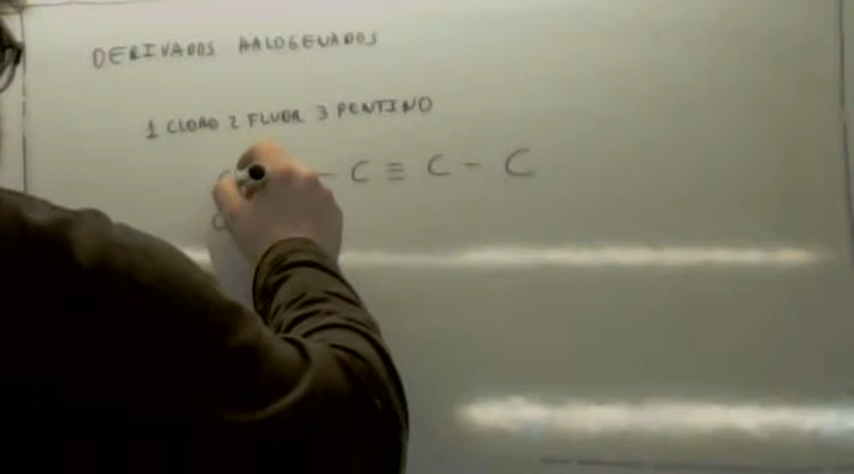 DERIVADOS HALOGENADOS
1 CLORO 2 FLUOR 3 PENTINO
— C ≡ C — C